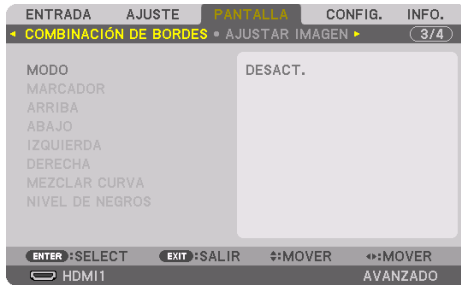 ENTRADA AJUSTE PANTALLA CONFIG. INFO.
COMBINACIÓN DE BORDES • AJUSTAR IMAGEN 3/4
MODO DESACT.
MARCADOR
ARRIBA
ABAJO
IZQUIERDA
DERECHA
MEZCLAR CURVA
NIVEL DE NEGROS
ENTER :SELECT EXIT :SALIR :MOVER :MOVER
HDMI1 AVANZADO